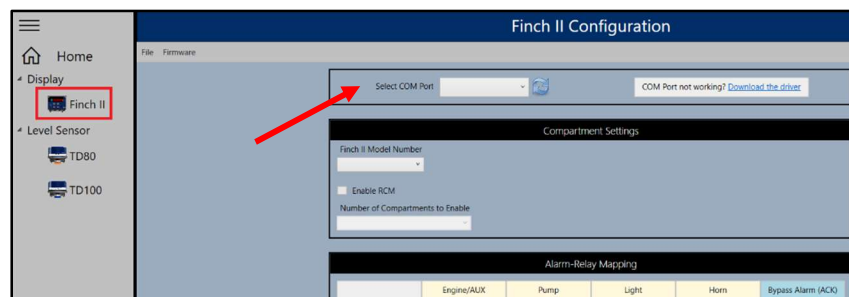 Finch II Configuration
Home
Display
Finch II
Level Sensor
TD80
TD100
File Firmware
Select COM Port
COM Port not working? Download the driver
Compartment Settings
Finch II Model Number
Enable RCM
Number of Compartments to Enable
Alarm-Relay Mapping
Engine/AUX Pump Light Horn Bypass Alarm (ACK)